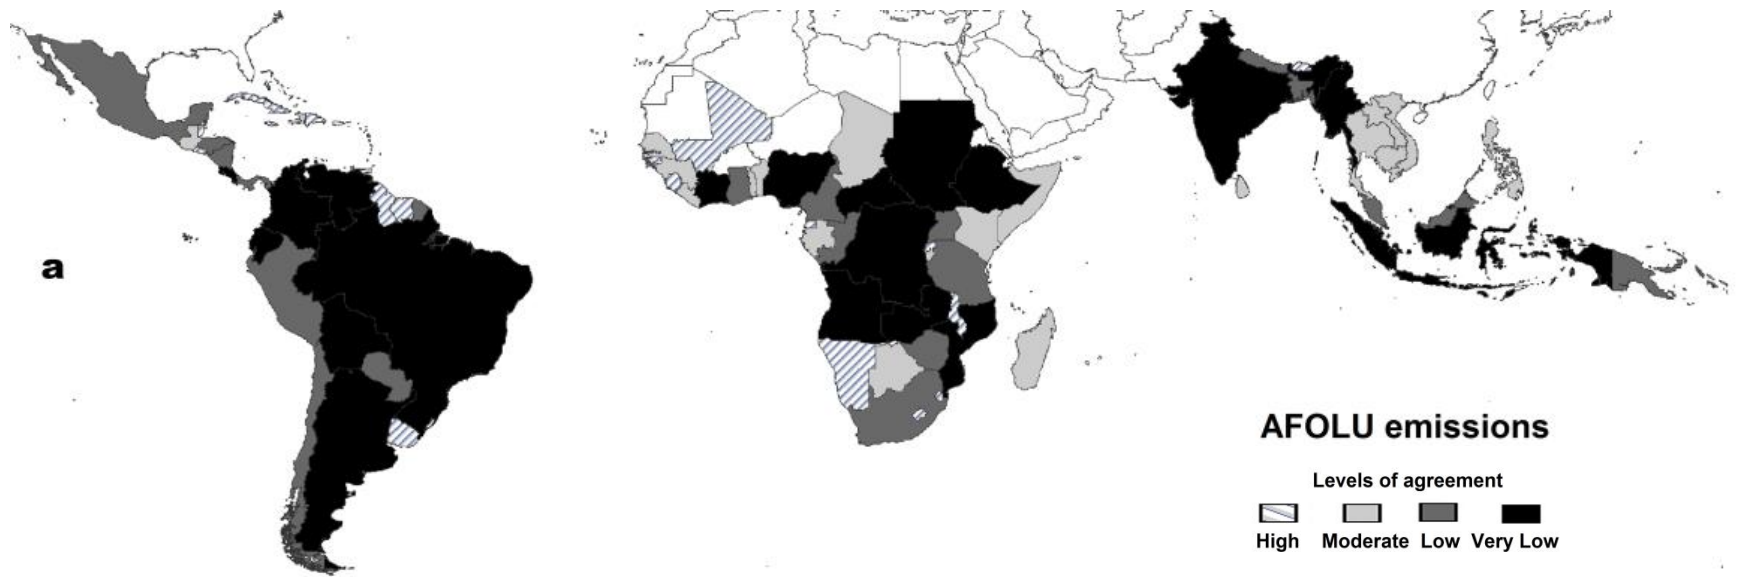 a
AFOLU emissions
Levels of agreement
High Moderate Low Very Low